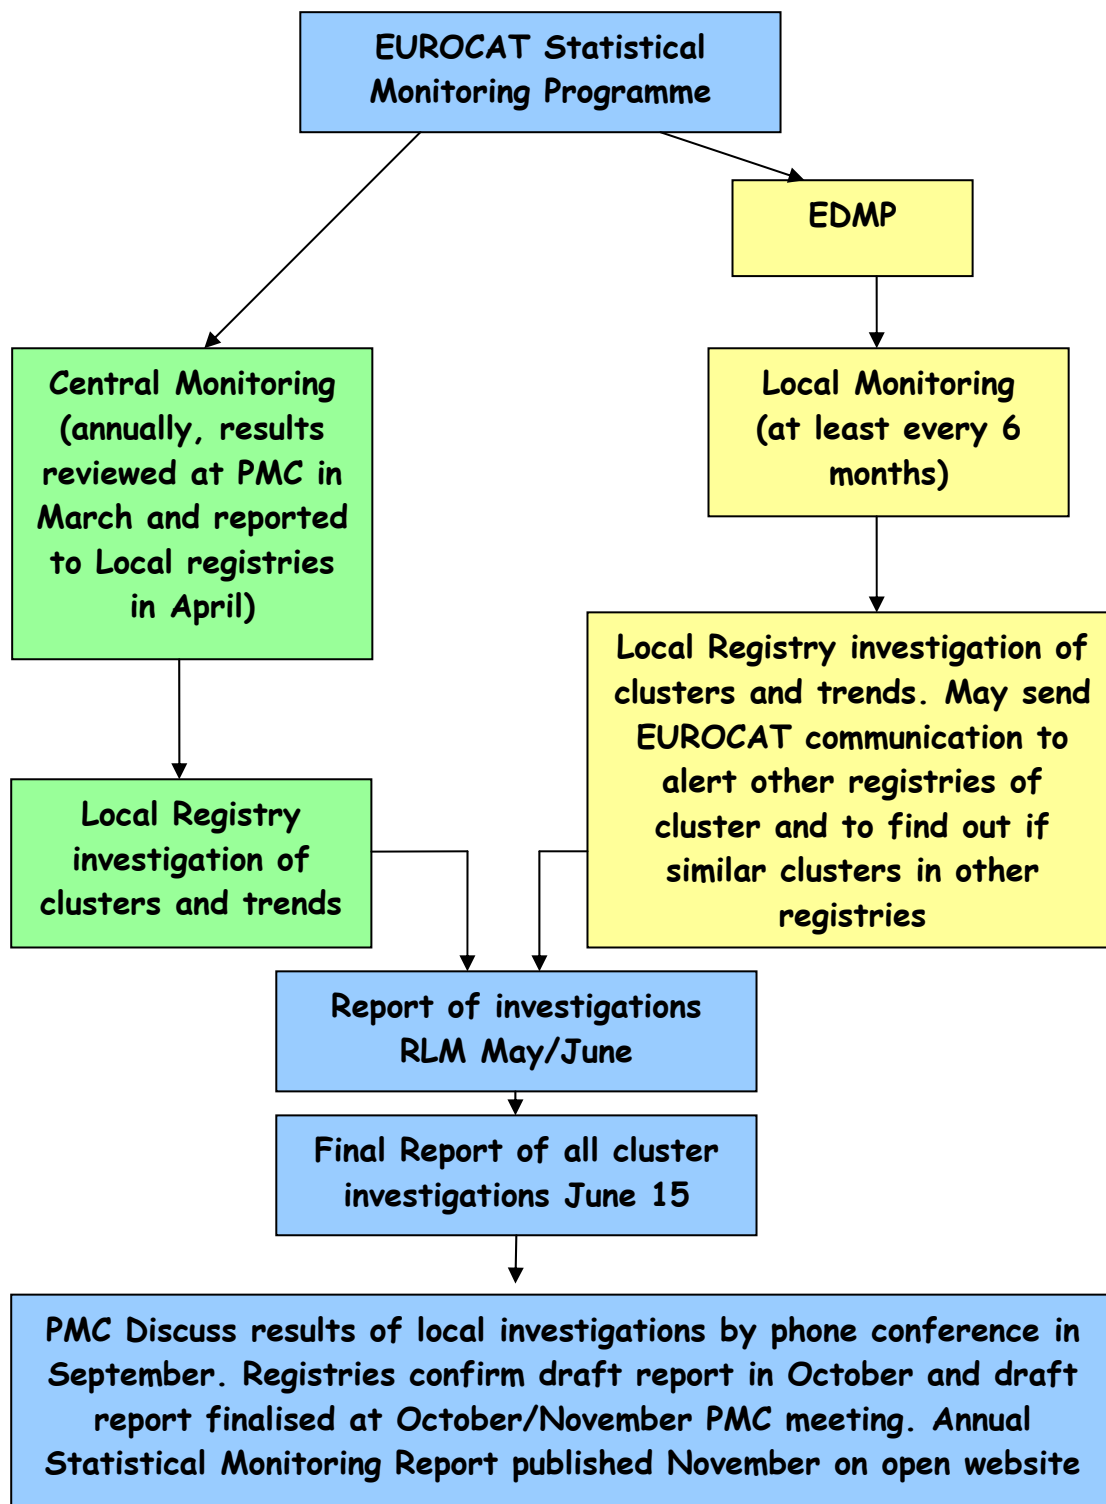 EUROCAT Statistical
Monitoring Programme
EDMP
Central Monitoring
(annually, results
reviewed at PMC in
March and reported
to Local registries
in April)
Local Monitoring
(at least every 6
months)
Local Registry
investigation of
clusters and trends
Local Registry investigation of
clusters and trends. May send
EUROCAT communication to
alert other registries of
cluster and to find out if
similar clusters in other
registries
Report of investigations
RLM May/June
Final Report of all cluster
investigations June 15
PMC Discuss results of local investigations by phone conference in
September. Registries confirm draft report in October and draft
report finalised at October/November PMC meeting. Annual
Statistical Monitoring Report published November on open website